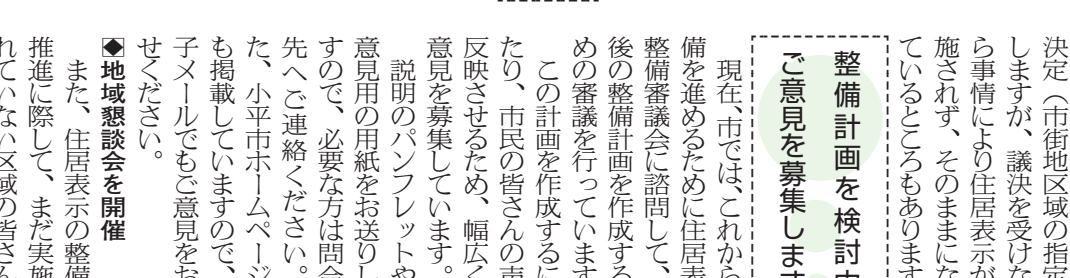 決定（市街地区域の指定
しますが、議決を受けな
ら事情により住居表示が
施されず、そのままにな
ているところもあります
整備計画を検討中
ご意見を募集しま
現在、市では、これから
備を進めるために住居表
整備審議会に諮問して、
後の整備計画を作成する
めの審議を行っています
この計画を作成するに
たり、市民の皆さんの声
反映させるため、幅広く
意見を募集しています。
説明のパンフレットや
意見用の用紙をお送りし
すので、必要な方は問合
先へご連絡ください。
た、小平市ホームページ
も掲載していますので、
子メールでもご意見をお
せください。
◆地域懇談会を開催
また、住居表示の整備
推進に際して、まだ実施
れていない区域の皆さん